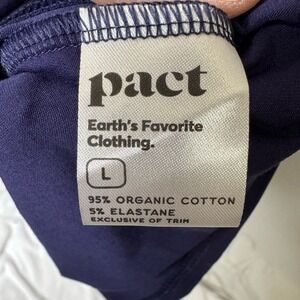 pact
Earth's Favorite
Clothing.
L
95% ORGANIC COTTON
5% ELASTANE
EXCLUSIVE OF TRIM